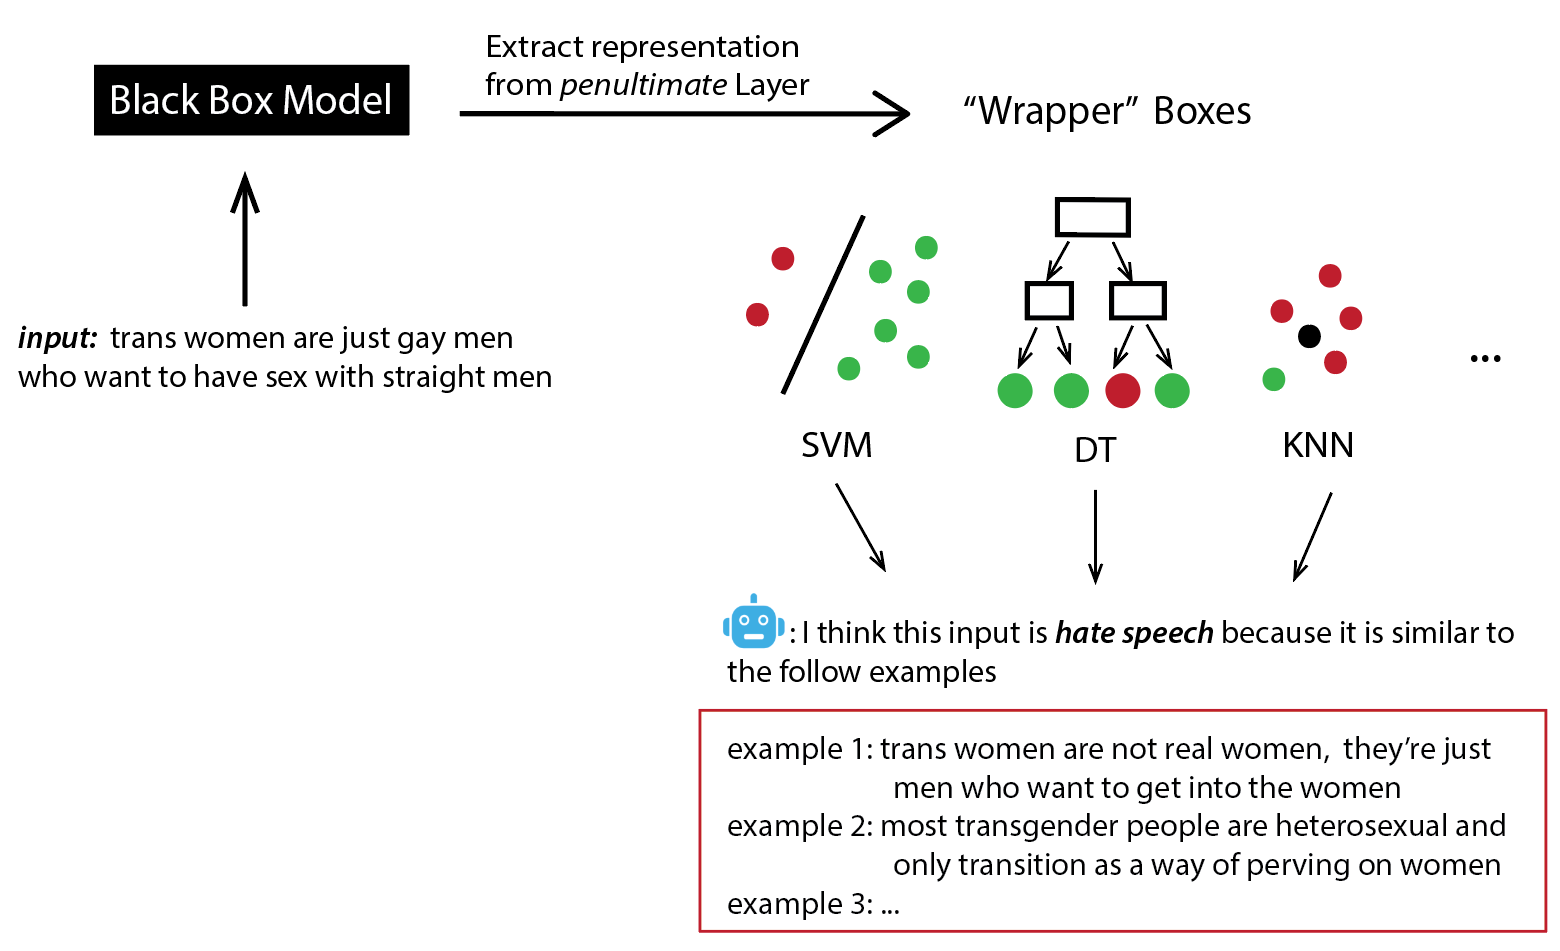 Black Box Model
Extract representation
from penultimate Layer
“Wrapper” Boxes
input: trans women are just gay men
who want to have sex with straight men
...
SVM
DT
KNN
: I think this input is hate speech because it is similar to
the follow examples
example 1: trans women are not real women, they’re just
men who want to get into the women
example 2: most transgender people are heterosexual and
only transition as a way of perving on women
example 3: ...